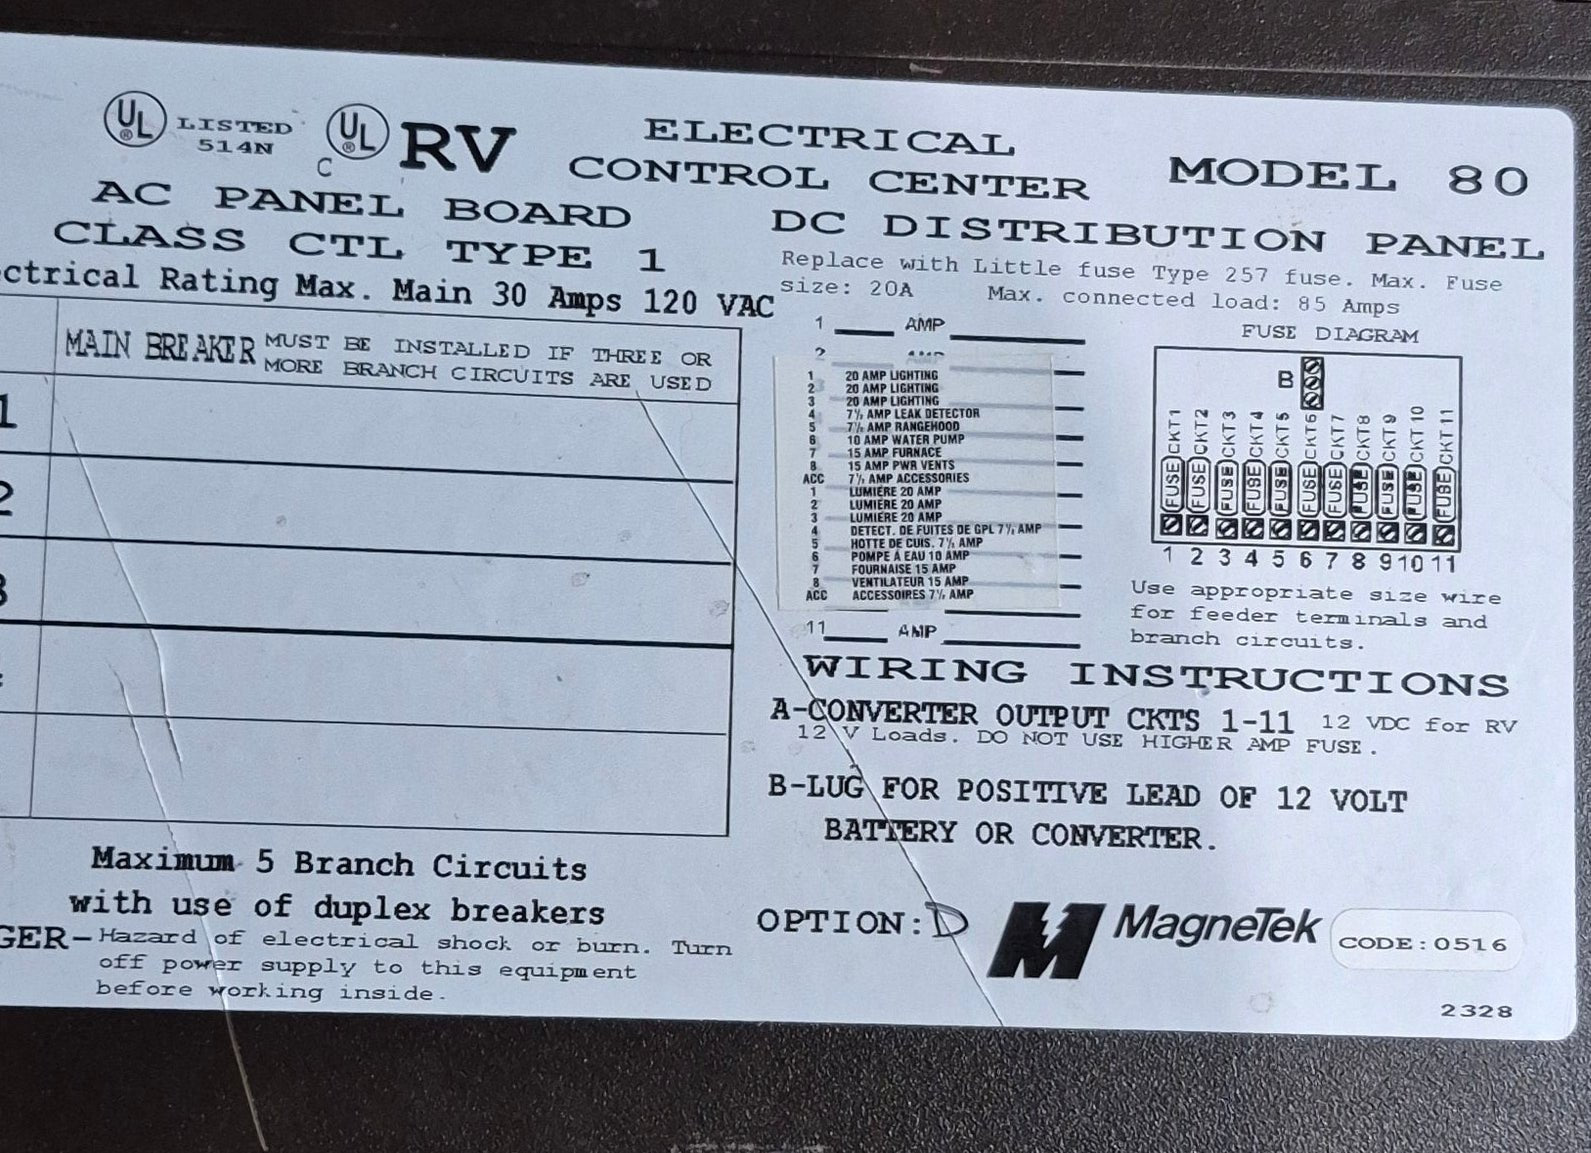 UL LISTED 514N
C UL
RV ELECTRICAL CONTROL CENTER MODEL 80
AC PANEL BOARD
CLASS CTL TYPE 1
ctrical Rating Max. Main 30 Amps 120 VAC
MAIN BREAKER MUST BE INSTALLED IF THREE OR
MORE BRANCH CIRCUITS ARE USED
1
2
3
Maximum 5 Branch Circuits
with use of duplex breakers
GER-Hazard of electrical shock or burn. Turn
off power supply to this equipment
before working inside.
DC DISTRIBUTION PANEL
Replace with Little fuse Type 257 fuse. Max. Fuse
size: 20A Max. connected load: 85 Amps
1 AMP
2 AMP
1 20 AMP LIGHTING
2 20 AMP LIGHTING
3 20 AMP LIGHTING
4 7½ AMP LEAK DETECTOR
5 7½ AMP RANGEHOOD
6 10 AMP WATER PUMP
7 15 AMP FURNACE
8 15 AMP PWR VENTS
ACC 7½ AMP ACCESSORIES
1 LUMIÈRE 20 AMP
2 LUMIÈRE 20 AMP
3 LUMIÈRE 20 AMP
4 DETECT. DE FUITES DE GPL 7½ AMP
5 HOTTE DE CUIS. 7½ AMP
6 POMPE À EAU 10 AMP
7 FOURNAISE 15 AMP
8 VENTILATEUR 15 AMP
ACC ACCESSOIRES 7½ AMP
11 AMP
FUSE DIAGRAM
B
CKT1 CKT2 CKT3 CKT4 CKT5 CKT6 CKT7 CKT8 CKT9 CKT10 CKT11
FUSE FUSE FUSE FUSE FUSE FUSE FUSE FUSE FUSE FUSE FUSE
1 2 3 4 5 6 7 8 9 10 11
Use appropriate size wire
for feeder terminals and
branch circuits.
WIRING INSTRUCTIONS
A-CONVERTER OUTPUT CKTS 1-11 12 VDC for RV
12 V Loads. DO NOT USE HIGHER AMP FUSE.
B-LUG FOR POSITIVE LEAD OF 12 VOLT
BATTERY OR CONVERTER.
OPTION: D MagneTek CODE:0516
2328